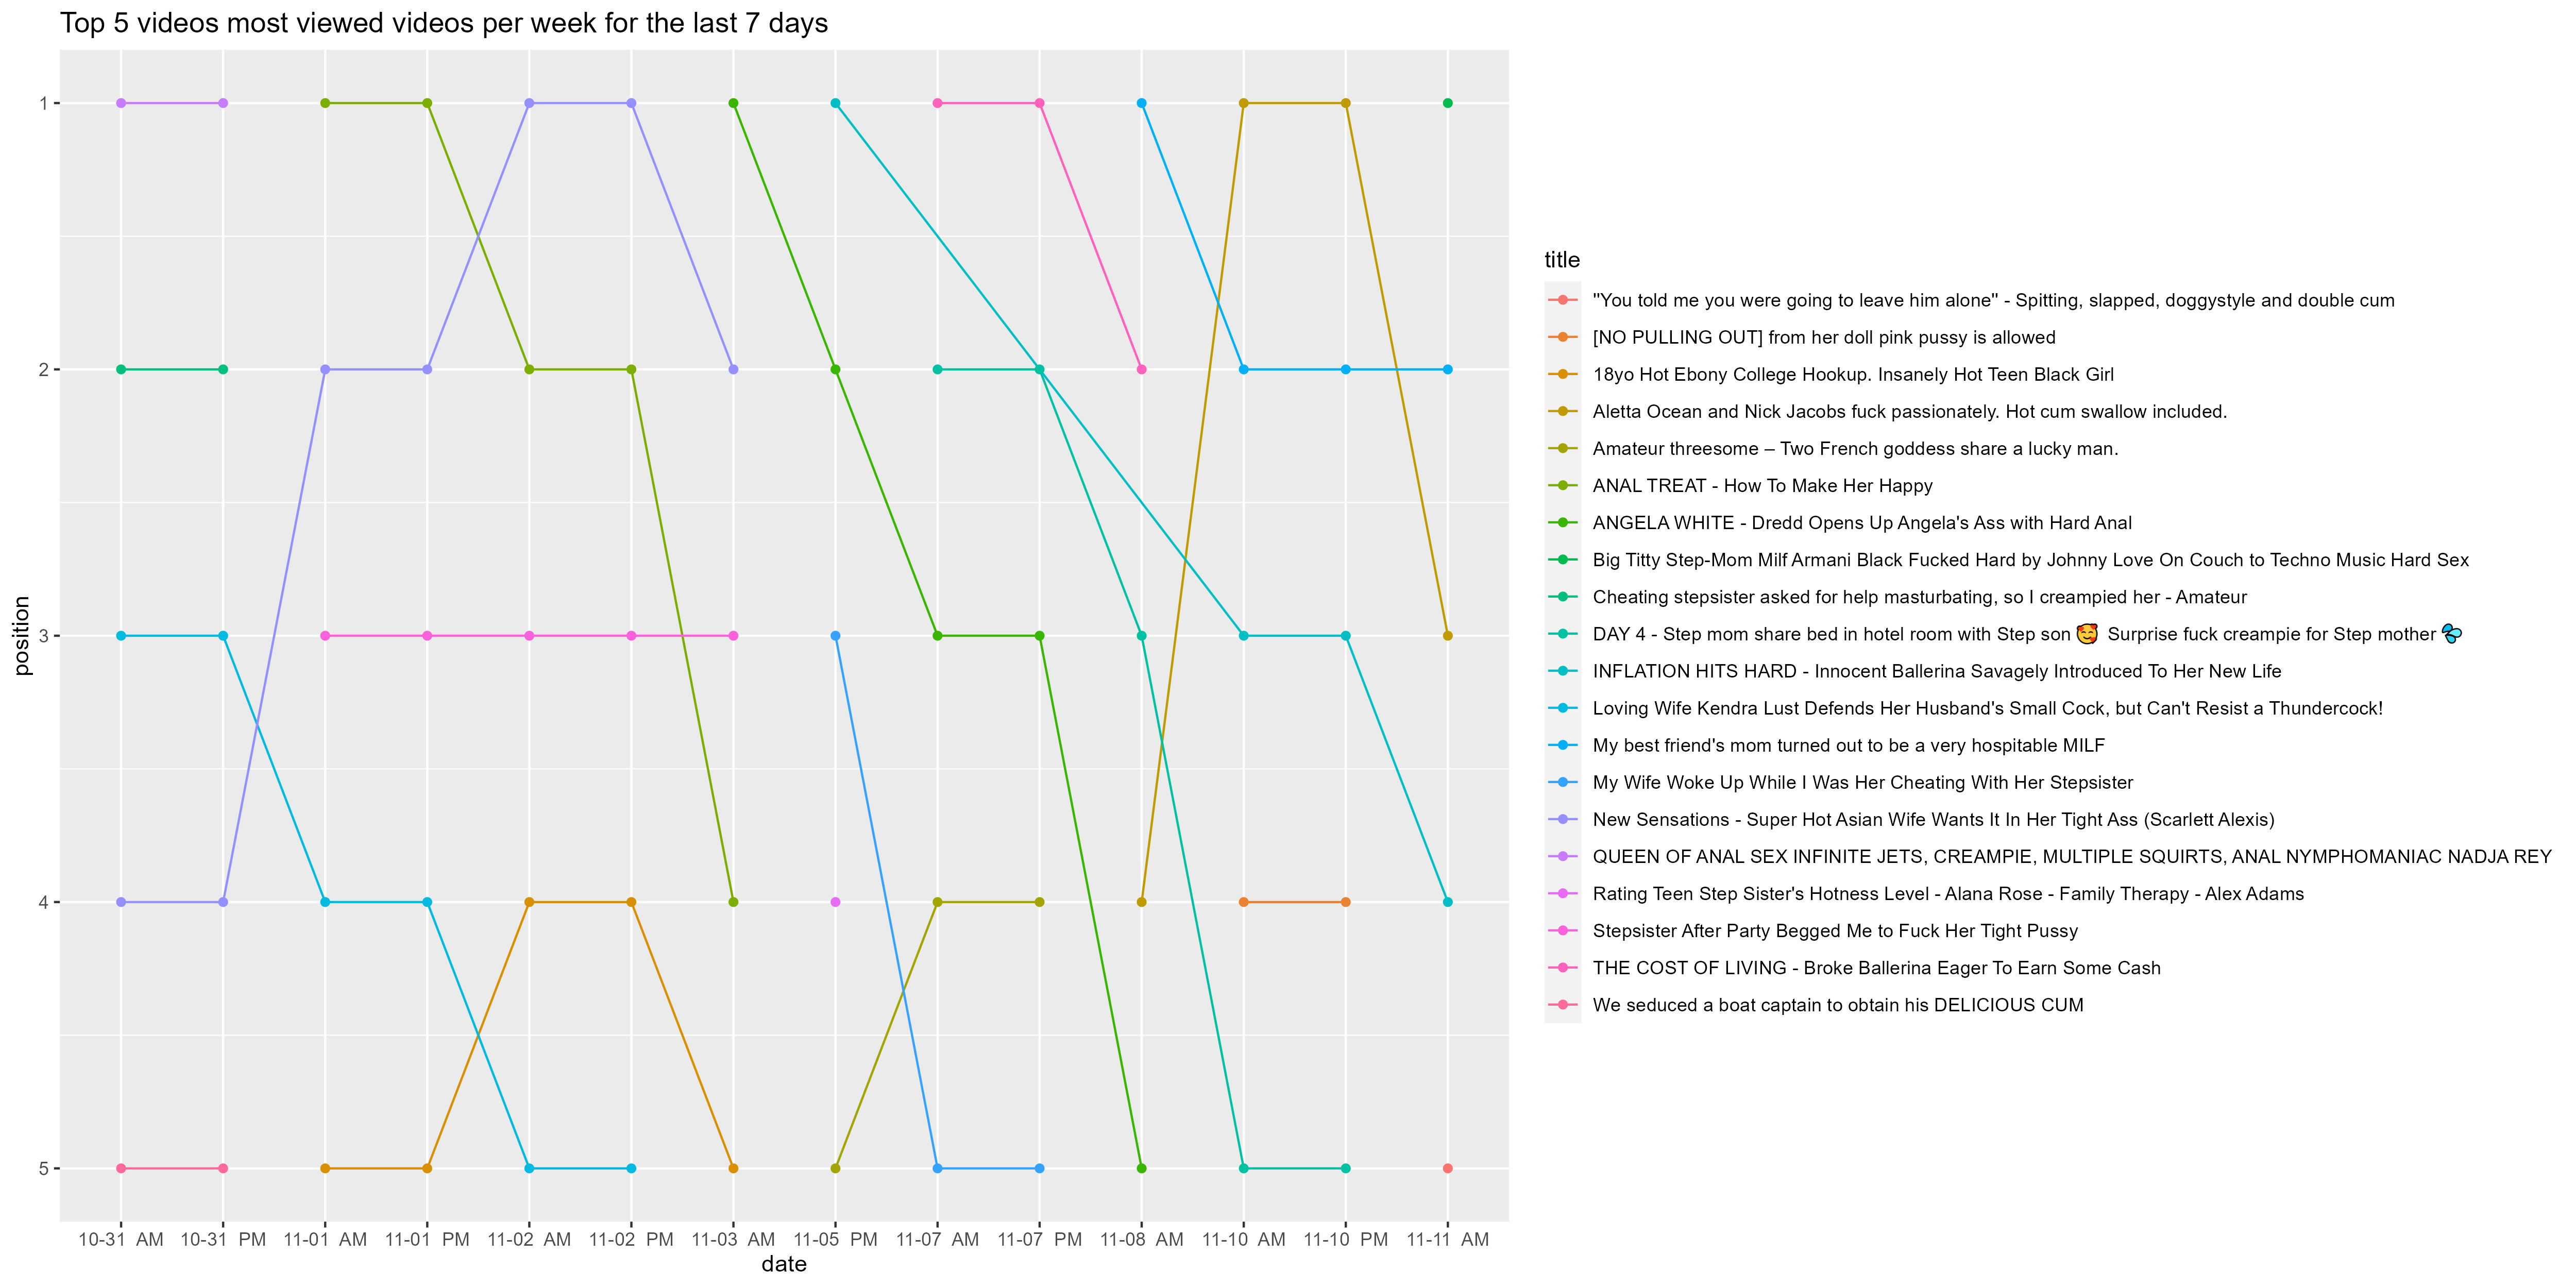 Top 5 videos most viewed videos per week for the last 7 days
1
2
3
4
5
position
10-31 AM
10-31 PM
11-01 AM
11-01 PM
11-02 AM
11-02 PM
11-03 AM
11-05 PM
11-07 AM
11-07 PM
11-08 AM
11-10 AM
11-10 PM
11-11 AM
date
title
"You told me you were going to leave him alone" - Spitting, slapped, doggystyle and double cum
[NO PULLING OUT] from her doll pink pussy is allowed
18yo Hot Ebony College Hookup. Insanely Hot Teen Black Girl
Aletta Ocean and Nick Jacobs fuck passionately. Hot cum swallow included.
Amateur threesome – Two French goddess share a lucky man.
ANAL TREAT - How To Make Her Happy
ANGELA WHITE - Dredd Opens Up Angela's Ass with Hard Anal
Big Titty Step-Mom Milf Armani Black Fucked Hard by Johnny Love On Couch to Techno Music Hard Sex
Cheating stepsister asked for help masturbating, so I creampied her - Amateur
DAY 4 - Step mom share bed in hotel room with Step son 🥰 Surprise fuck creampie for Step mother 💦
INFLATION HITS HARD - Innocent Ballerina Savagely Introduced To Her New Life
Loving Wife Kendra Lust Defends Her Husband's Small Cock, but Can't Resist a Thundercock!
My best friend's mom turned out to be a very hospitable MILF
My Wife Woke Up While I Was Her Cheating With Her Stepsister
New Sensations - Super Hot Asian Wife Wants It In Her Tight Ass (Scarlett Alexis)
QUEEN OF ANAL SEX INFINITE JETS, CREAMPIE, MULTIPLE SQUIRTS, ANAL NYMPHOMANIAC NADJA REY
Rating Teen Step Sister's Hotness Level - Alana Rose - Family Therapy - Alex Adams
Stepsister After Party Begged Me to Fuck Her Tight Pussy
THE COST OF LIVING - Broke Ballerina Eager To Earn Some Cash
We seduced a boat captain to obtain his DELICIOUS CUM